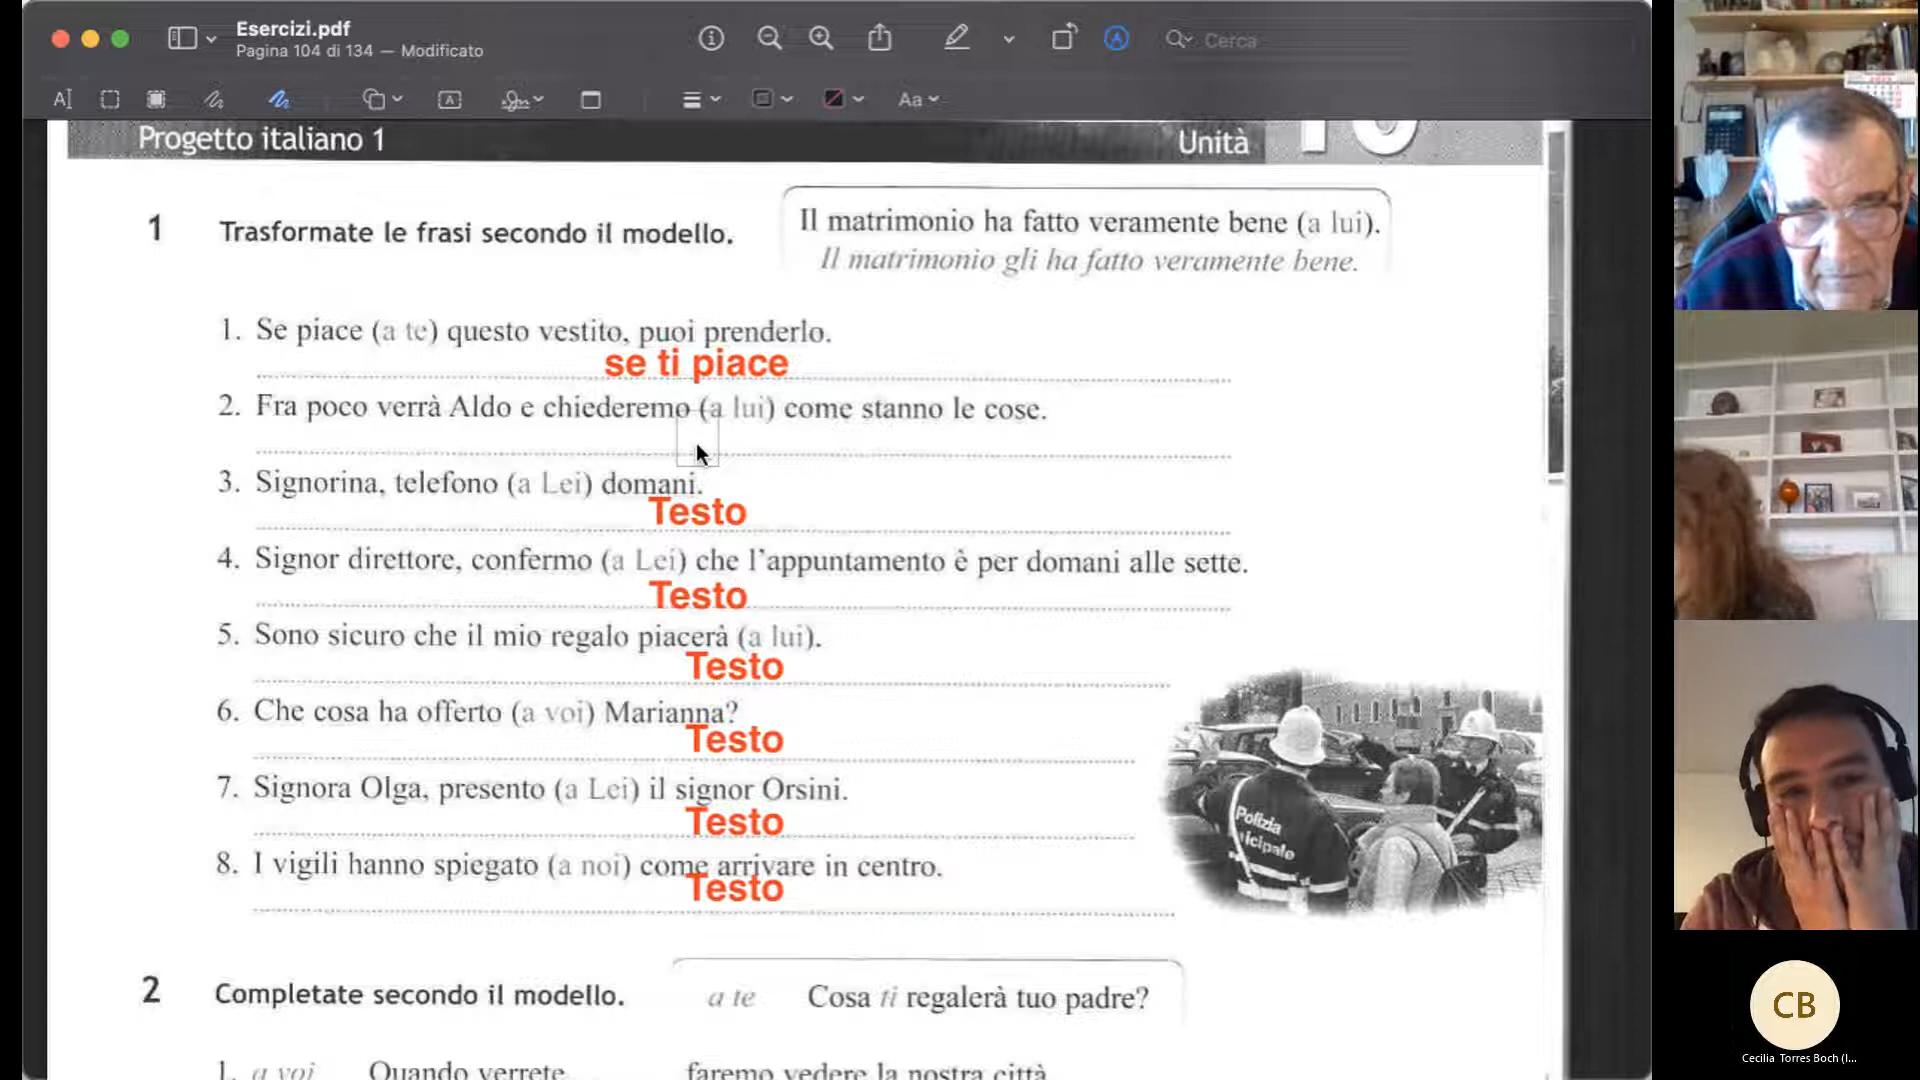 Esercizi.pdf
Pagina 104 di 134 — Modificato
Cerca
Aa
Progetto italiano 1
Unità
1 Trasformate le frasi secondo il modello.
Il matrimonio ha fatto veramente bene (a lui).
Il matrimonio gli ha fatto veramente bene.
1. Se piace (a te) questo vestito, puoi prenderlo.
se ti piace
2. Fra poco verrà Aldo e chiederemo (a lui) come stanno le cose.
3. Signorina, telefono (a Lei) domani.
Testo
4. Signor direttore, confermo (a Lei) che l'appuntamento è per domani alle sette.
Testo
5. Sono sicuro che il mio regalo piacerà (a lui).
Testo
6. Che cosa ha offerto (a voi) Marianna?
Testo
7. Signora Olga, presento (a Lei) il signor Orsini.
Testo
8. I vigili hanno spiegato (a noi) come arrivare in centro.
Testo
Polizia
icipale
2 Completate secondo il modello.
a te Cosa ti regalerà tuo padre?
1. a voi Quando verrete, faremo vedere la nostra città
CB
Cecilia Torres Boch (I...